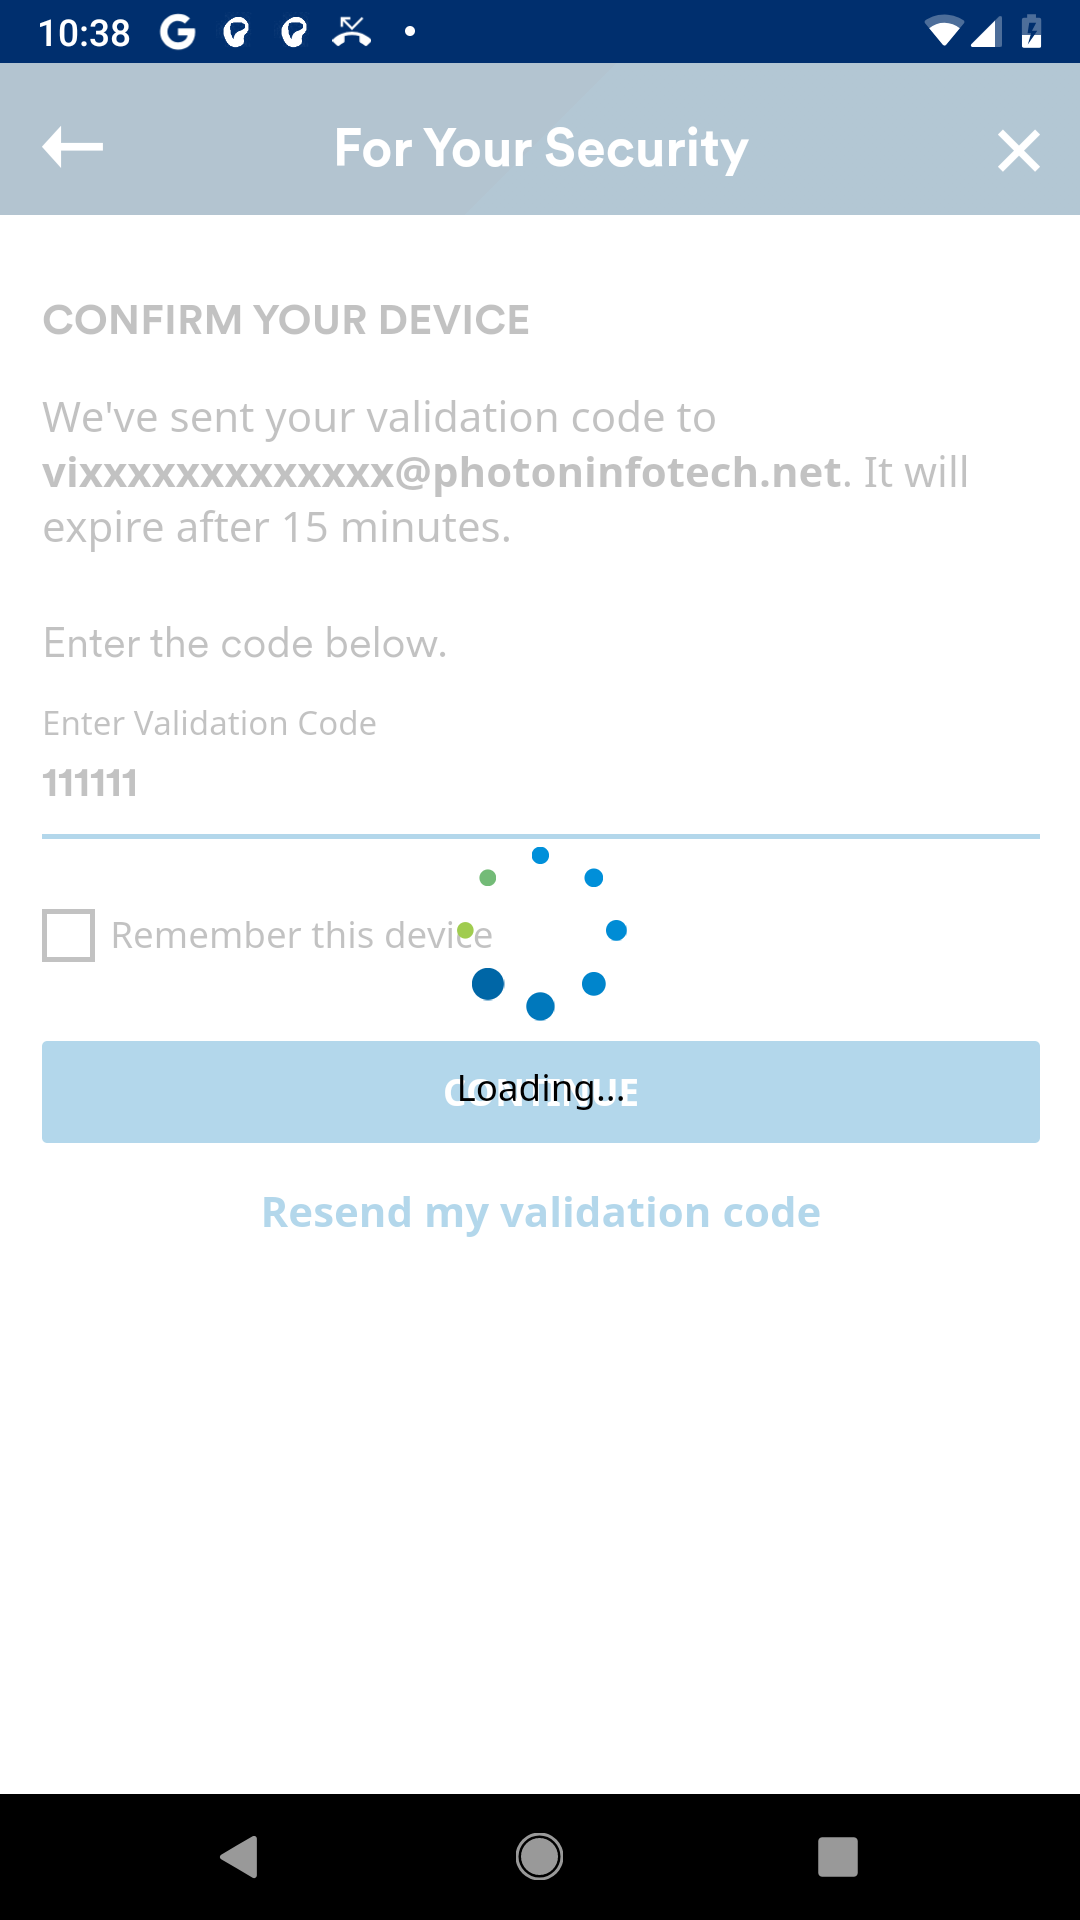 10:38
For Your Security
CONFIRM YOUR DEVICE
We've sent your validation code to
vixxxxxxxxxxxxx@photoninfotech.net. It will
expire after 15 minutes.
Enter the code below.
Enter Validation Code
111111
Remember this device
CONTINUE
Loading...
Resend my validation code